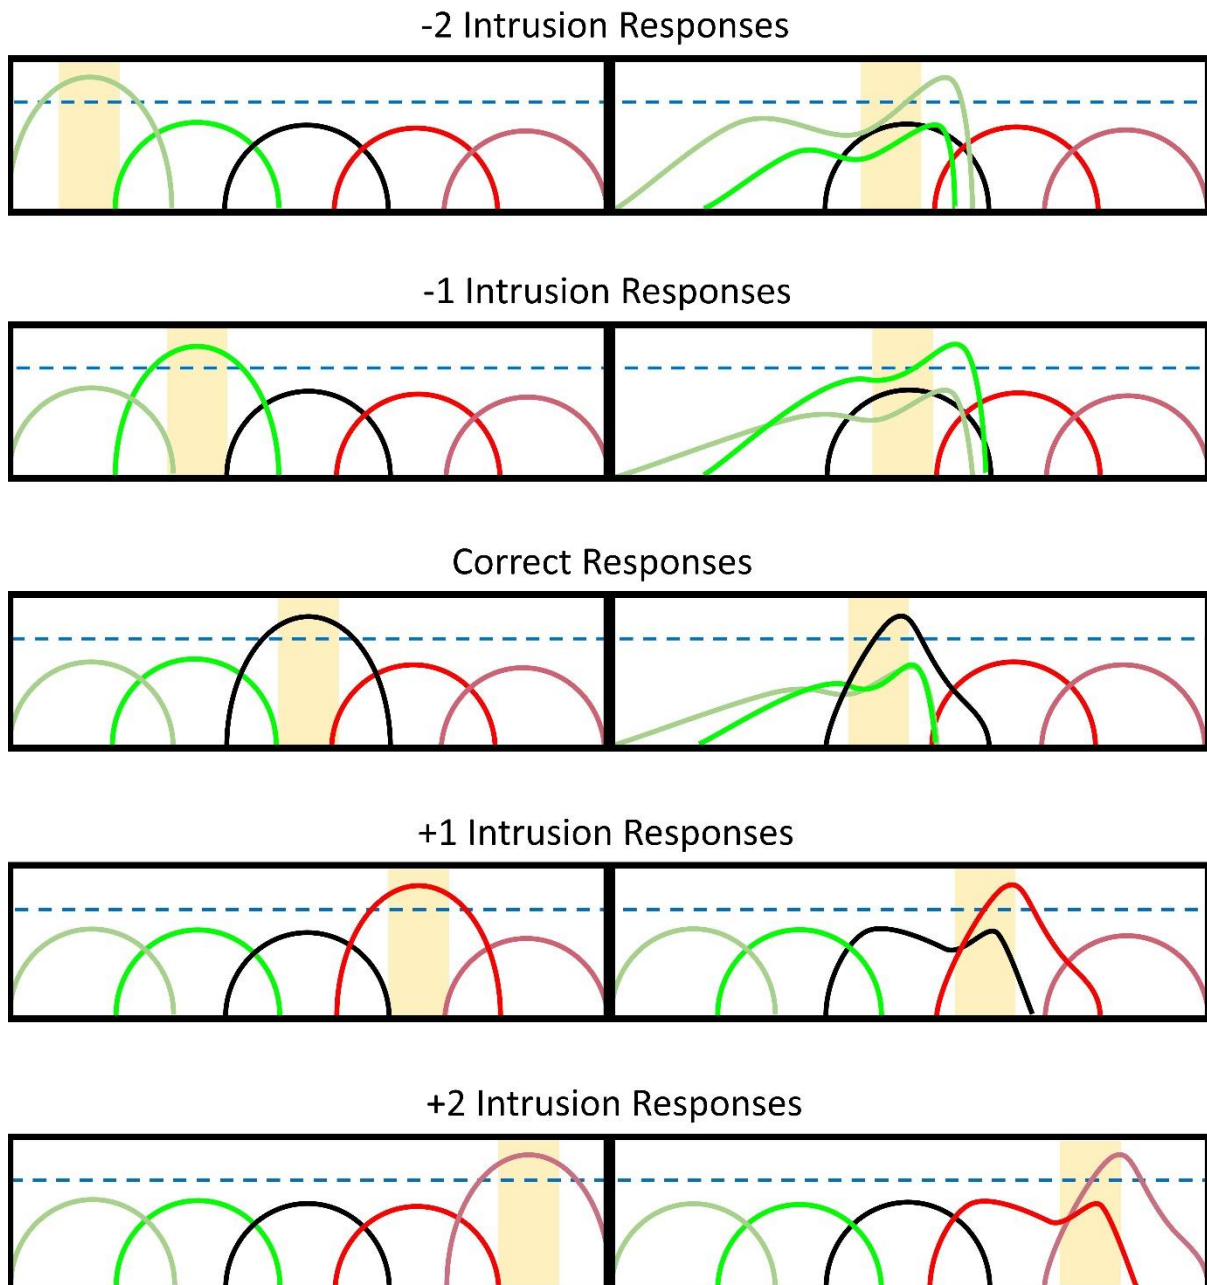 -2 Intrusion Responses
-1 Intrusion Responses
Correct Responses
+1 Intrusion Responses
+2 Intrusion Responses